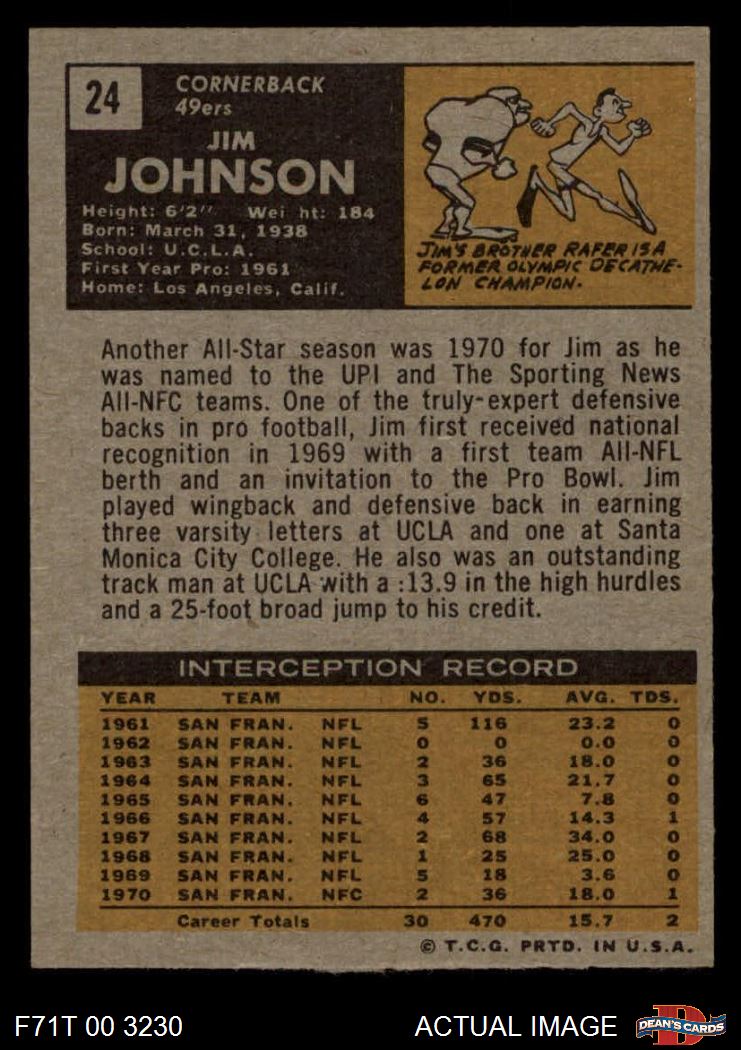 24
CORNERBACK
49ers
JIM
JOHNSON
Height: 6'2" Wei ht: 184
Born: March 31, 1938
School: U.C.L.A.
First Year Pro: 1961
Home: Los Angeles, Calif.
JIM'S BROTHER RAFER IS A
FORMER OLYMPIC DECATHE-
LON CHAMPION.
Another All-Star season was 1970 for Jim as he
was named to the UPI and The Sporting News
All-NFC teams. One of the truly-expert defensive
backs in pro football, Jim first received national
recognition in 1969 with a first team All-NFL
berth and an invitation to the Pro Bowl. Jim
played wingback and defensive back in earning
three varsity letters at UCLA and one at Santa
Monica City College. He also was an outstanding
track man at UCLA with a :13.9 in the high hurdles
and a 25-foot broad jump to his credit.
INTERCEPTION RECORD
YEAR TEAM NO. YDS. AVG. TDS.
1961 SAN FRAN. NFL 5 116 23.2 0
1962 SAN FRAN. NFL 0 0 0.0 0
1963 SAN FRAN. NFL 2 36 18.0 0
1964 SAN FRAN. NFL 3 65 21.7 0
1965 SAN FRAN. NFL 6 47 7.8 0
1966 SAN FRAN. NFL 4 57 14.3 1
1967 SAN FRAN. NFL 2 68 34.0 0
1968 SAN FRAN. NFL 1 25 25.0 0
1969 SAN FRAN. NFL 5 18 3.6 0
1970 SAN FRAN. NFC 2 36 18.0 1
Career Totals 30 470 15.7 2
© T.C.G. PRTD. IN U.S.A.
F71T 00 3230 ACTUAL IMAGE
D
DEAN'S CARDS